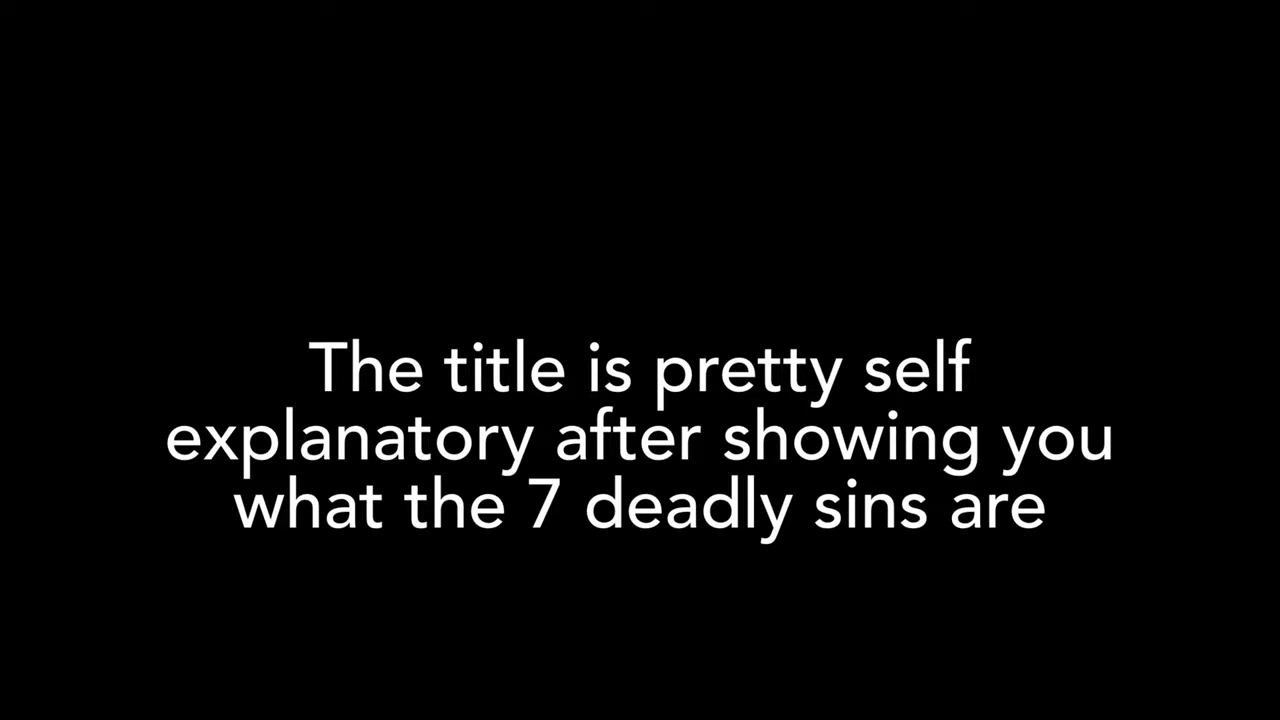 The title is pretty self
explanatory after showing you
what the 7 deadly sins are